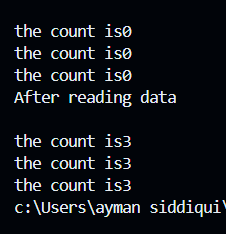 the count is0
the count is0
the count is0
After reading data
the count is3
the count is3
the count is3
c:\Users\ayman siddiqui\